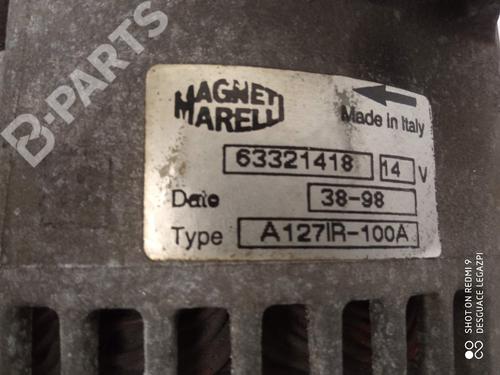 B-PARTS
MAGNETI
MARELLI
Made in Italy
63321418 14 V
Date 38-98
Type A127IR-100A
SHOT ON REDMI 9
DESGUACE LEGAZPI